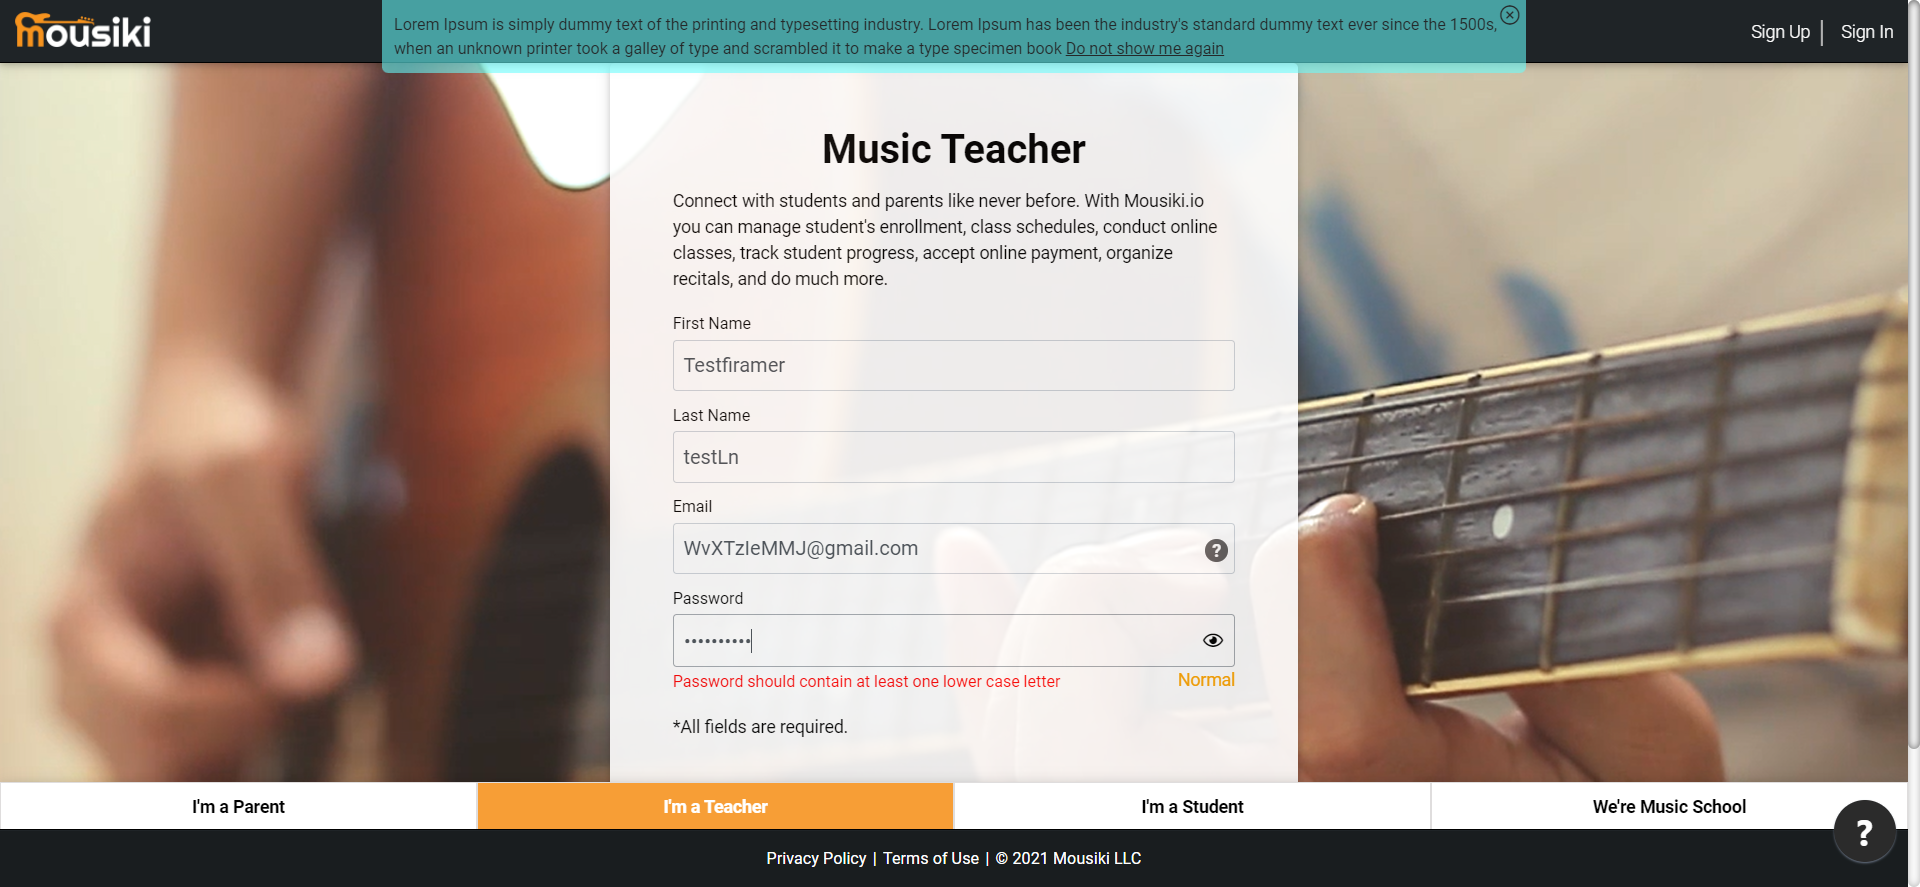 mousiki
Lorem Ipsum is simply dummy text of the printing and typesetting industry. Lorem Ipsum has been the industry's standard dummy text ever since the 1500s,
when an unknown printer took a galley of type and scrambled it to make a type specimen book Do not show me again
Sign Up | Sign In
Music Teacher
Connect with students and parents like never before. With Mousiki.io
you can manage student's enrollment, class schedules, conduct online
classes, track student progress, accept online payment, organize
recitals, and do much more.
First Name
Testfiramer
Last Name
testLn
Email
WvXTzIeMMJ@gmail.com
?
Password
••••••••••
Password should contain at least one lower case letter
Normal
*All fields are required.
I'm a Parent
I'm a Teacher
I'm a Student
We're Music School
?
Privacy Policy | Terms of Use | © 2021 Mousiki LLC